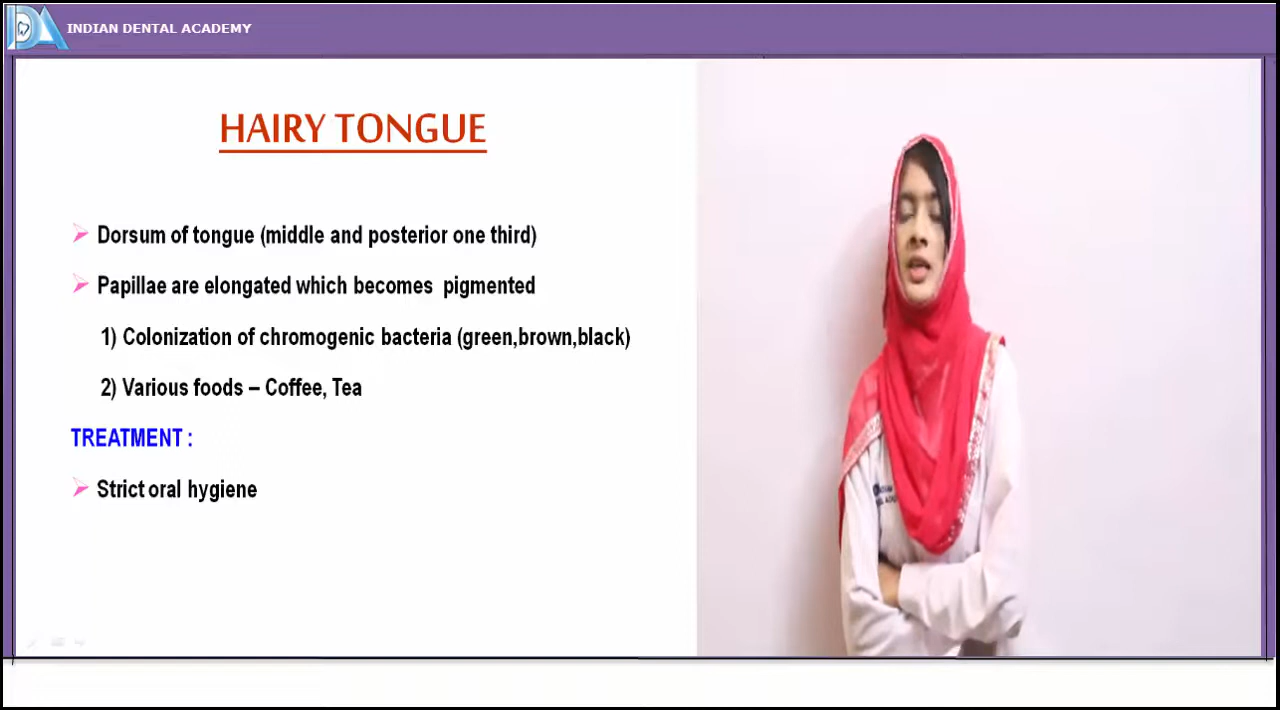 INDIAN DENTAL ACADEMY
HAIRY TONGUE
Dorsum of tongue (middle and posterior one third)
Papillae are elongated which becomes pigmented
1) Colonization of chromogenic bacteria (green,brown,black)
2) Various foods – Coffee, Tea
TREATMENT :
Strict oral hygiene